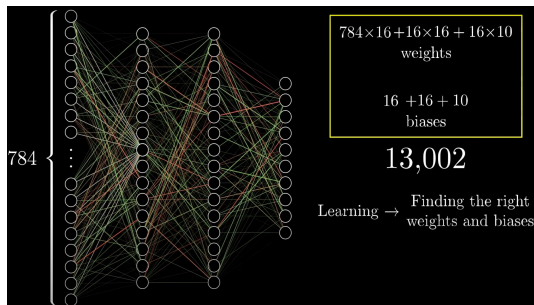 784
784×16+16×16+16×10
weights
16 +16+10
biases
13,002
Learning → Finding the right
weights and biases